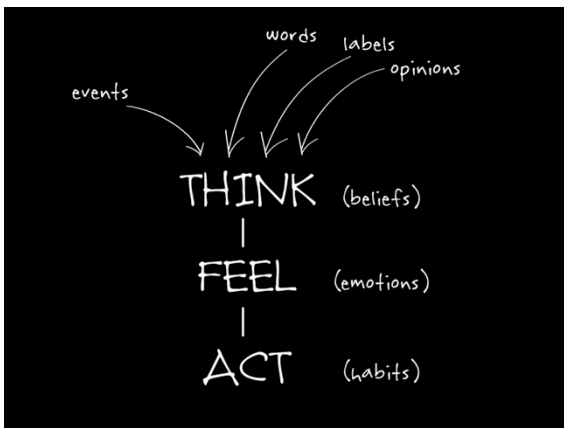 words
labels
opinions
events
THINK (beliefs)
FEEL (emotions)
ACT (habits)